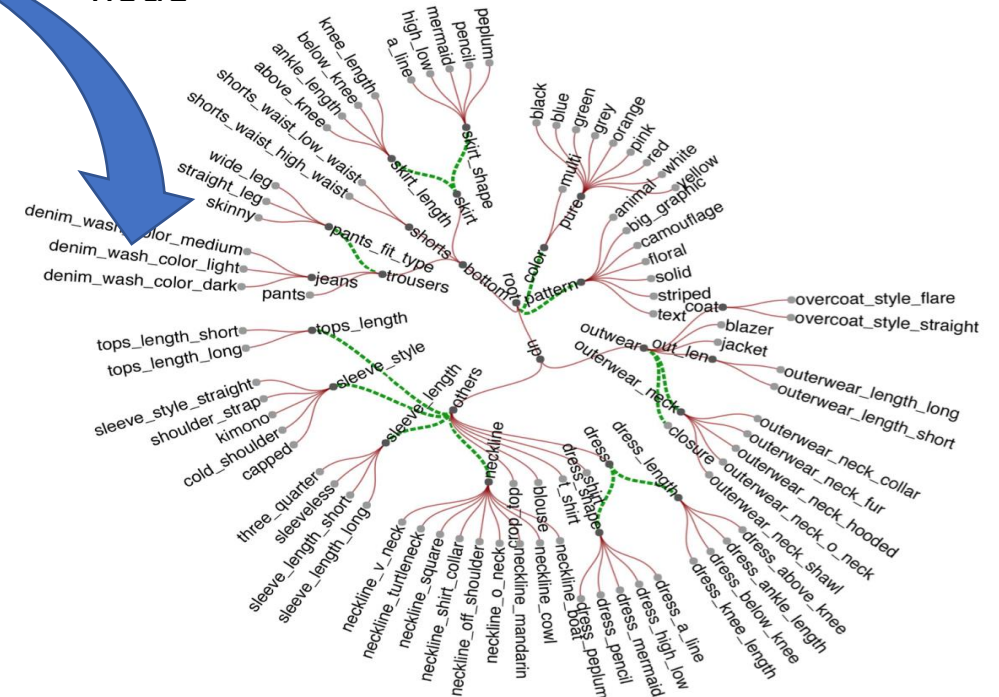 knee_length
below_knee
ankle_length
above_knee
a_line
high_low
mermaid
pencil
peplum
skirt_shape
skirt_length
skirt
shorts_waist_low_waist
shorts_waist_high_waist
shorts
wide_leg
straight_leg
skinny
pants_fit_type
denim_wash_color_medium
denim_wash_color_light
denim_wash_color_dark
jeans
pants
trousers
bottom
root
black
blue
green
grey
orange
pink
red
white
yellow
multi
pure
color
animal
big_graphic
camouflage
floral
solid
striped
text
pattern
up
outwear
coat
overcoat_style_flare
overcoat_style_straight
blazer
jacket
out_len
outerwear_length_long
outerwear_length_short
outerwear_neck
closure
outerwear_neck_collar
outerwear_neck_fur
outerwear_neck_hooded
outerwear_neck_o_neck
outerwear_neck_shawl
tops_length_short
tops_length_long
tops_length
sleeve_style
sleeve_style_straight
shoulder_strap
kimono
cold_shoulder
capped
sleeve_length
three_quarter
sleeveless
sleeve_length_short
sleeve_length_long
others
neckline
neckline_v_neck
neckline_turtleneck
neckline_square
neckline_shirt_collar
neckline_off_shoulder
neckline_o_neck
neckline_mandarin
neckline_cowl
neckline_boat
crop_top
blouse
t_shirt
shirt
dress
dress_shape
dress_length
dress_peplum
dress_pencil
dress_mermaid
dress_high_low
dress_a_line
dress_above_knee
dress_ankle_length
dress_below_knee
dress_knee_length